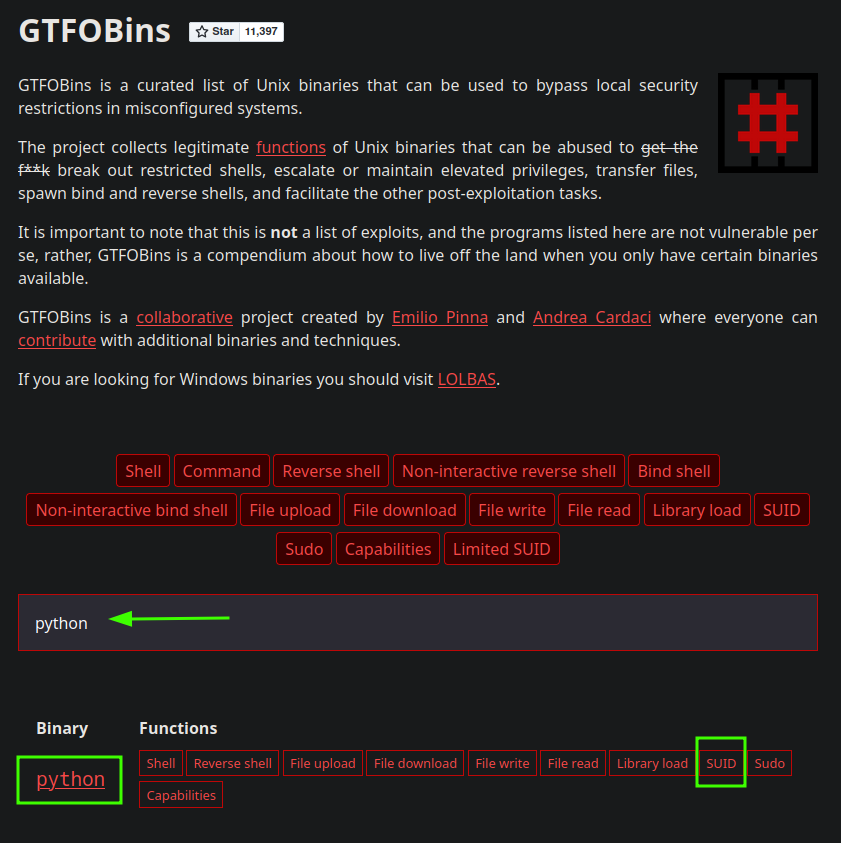 GTFOBins Star 11,397
GTFOBins is a curated list of Unix binaries that can be used to bypass local security
restrictions in misconfigured systems.
The project collects legitimate functions of Unix binaries that can be abused to get the
f**k break out restricted shells, escalate or maintain elevated privileges, transfer files,
spawn bind and reverse shells, and facilitate the other post-exploitation tasks.
It is important to note that this is not a list of exploits, and the programs listed here are not vulnerable per
se, rather, GTFOBins is a compendium about how to live off the land when you only have certain binaries
available.
GTFOBins is a collaborative project created by Emilio Pinna and Andrea Cardaci where everyone can
contribute with additional binaries and techniques.
If you are looking for Windows binaries you should visit LOLBAS.
Shell Command Reverse shell Non-interactive reverse shell Bind shell
Non-interactive bind shell File upload File download File write File read Library load SUID
Sudo Capabilities Limited SUID
python
Binary Functions
python Shell Reverse shell File upload File download File write File read Library load SUID Sudo
Capabilities